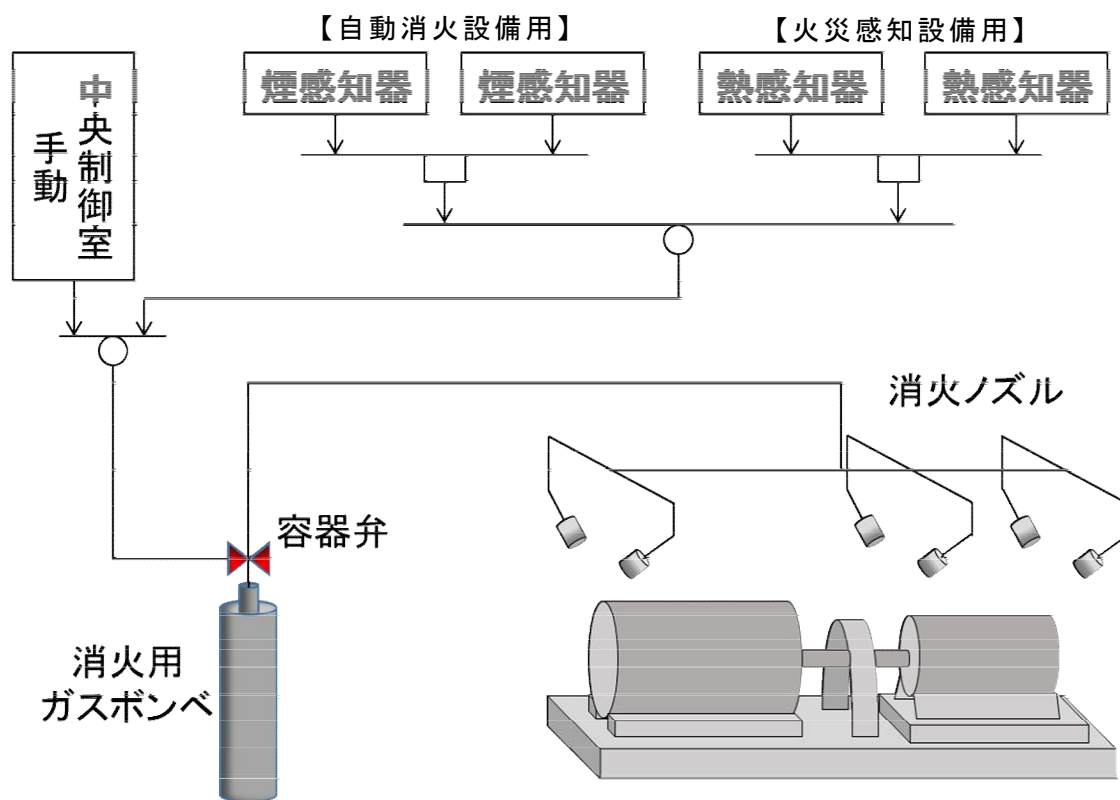 【自動消火設備用】
【火災感知設備用】
煙感知器
煙感知器
熱感知器
熱感知器
中央制御室
手動
消火ノズル
容器弁
消火用
ガスボンベ